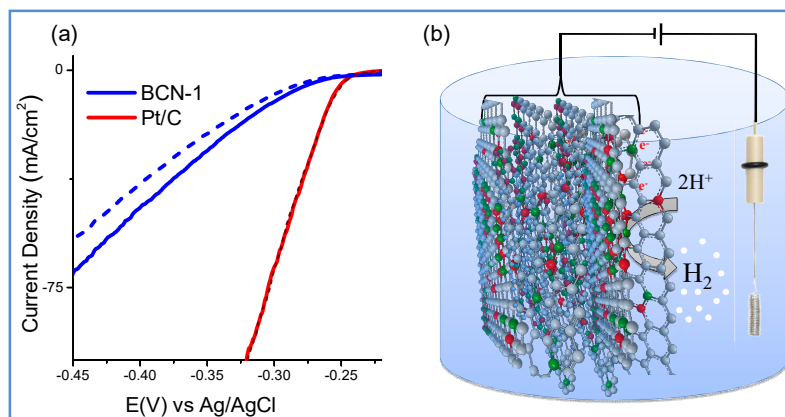 (a)
0
BCN-1
Pt/C
-75
Current Density (mA/cm²)
-0.45
-0.40
-0.35
-0.30
-0.25
E(V) vs Ag/AgCl
(b)
e-
e-
2H⁺
H₂